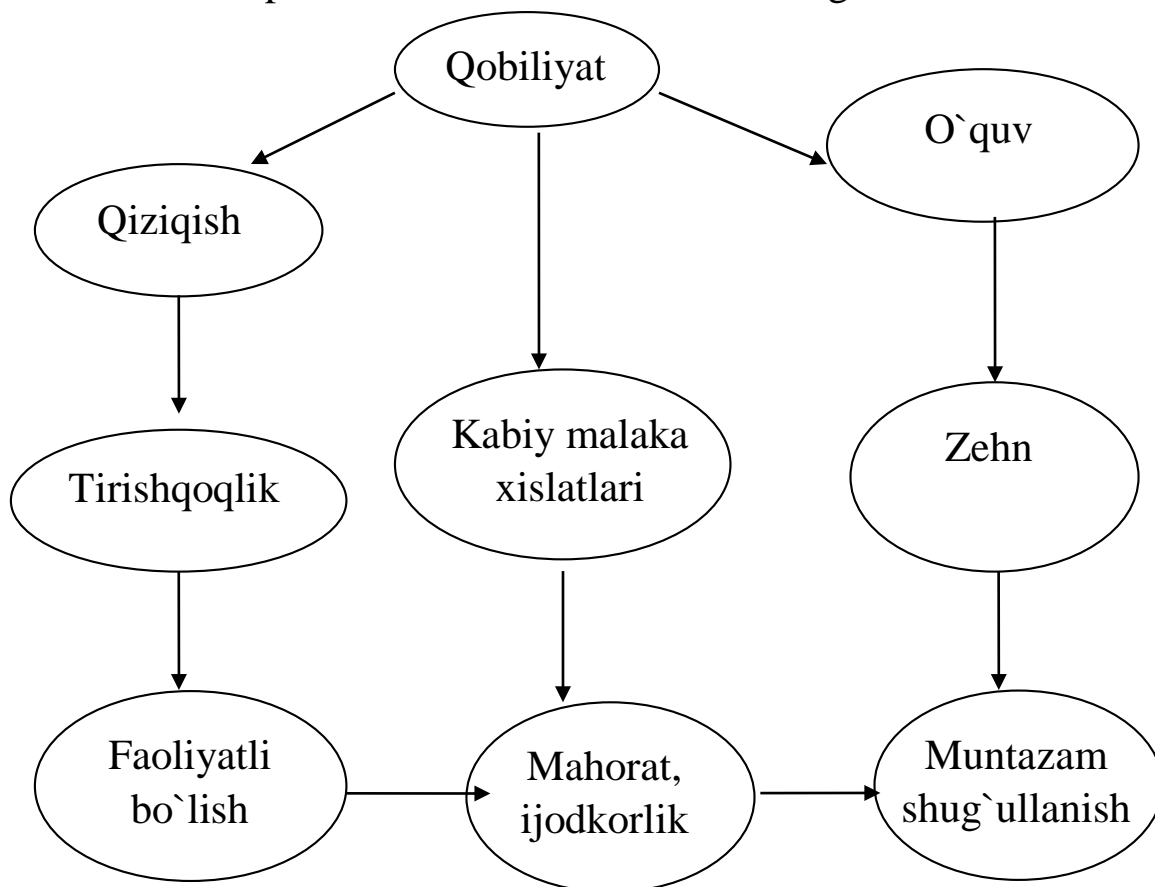 Qobiliyat
O`quv
Qiziqish
Kabiy malaka
xislatlari
Zehn
Tirishqoqlik
Faoliyatli
bo`lish
Mahorat,
ijodkorlik
Muntazam
shug`ullanish